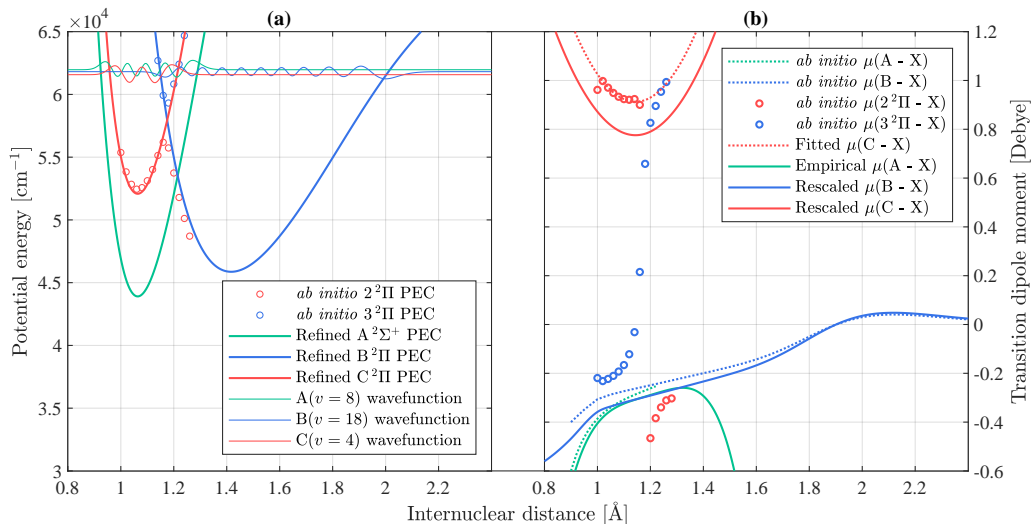 ×10⁴
(a)
6.5
6
5.5
5
4.5
4
3.5
3
Potential energy [cm⁻¹]
ab initio 2 ²Π PEC
ab initio 3 ²Π PEC
Refined A ²Σ⁺ PEC
Refined B ²Π PEC
Refined C ²Π PEC
A(v = 8) wavefunction
B(v = 18) wavefunction
C(v = 4) wavefunction
0.8 1 1.2 1.4 1.6 1.8 2 2.2
(b)
ab initio μ(A - X)
ab initio μ(B - X)
ab initio μ(2 ²Π - X)
ab initio μ(3 ²Π - X)
Fitted μ(C - X)
Empirical μ(A - X)
Rescaled μ(B - X)
Rescaled μ(C - X)
1.2
1
0.8
0.6
0.4
0.2
0
-0.2
-0.4
-0.6
Transition dipole moment [Debye]
0.8 1 1.2 1.4 1.6 1.8 2 2.2
Internuclear distance [Å]